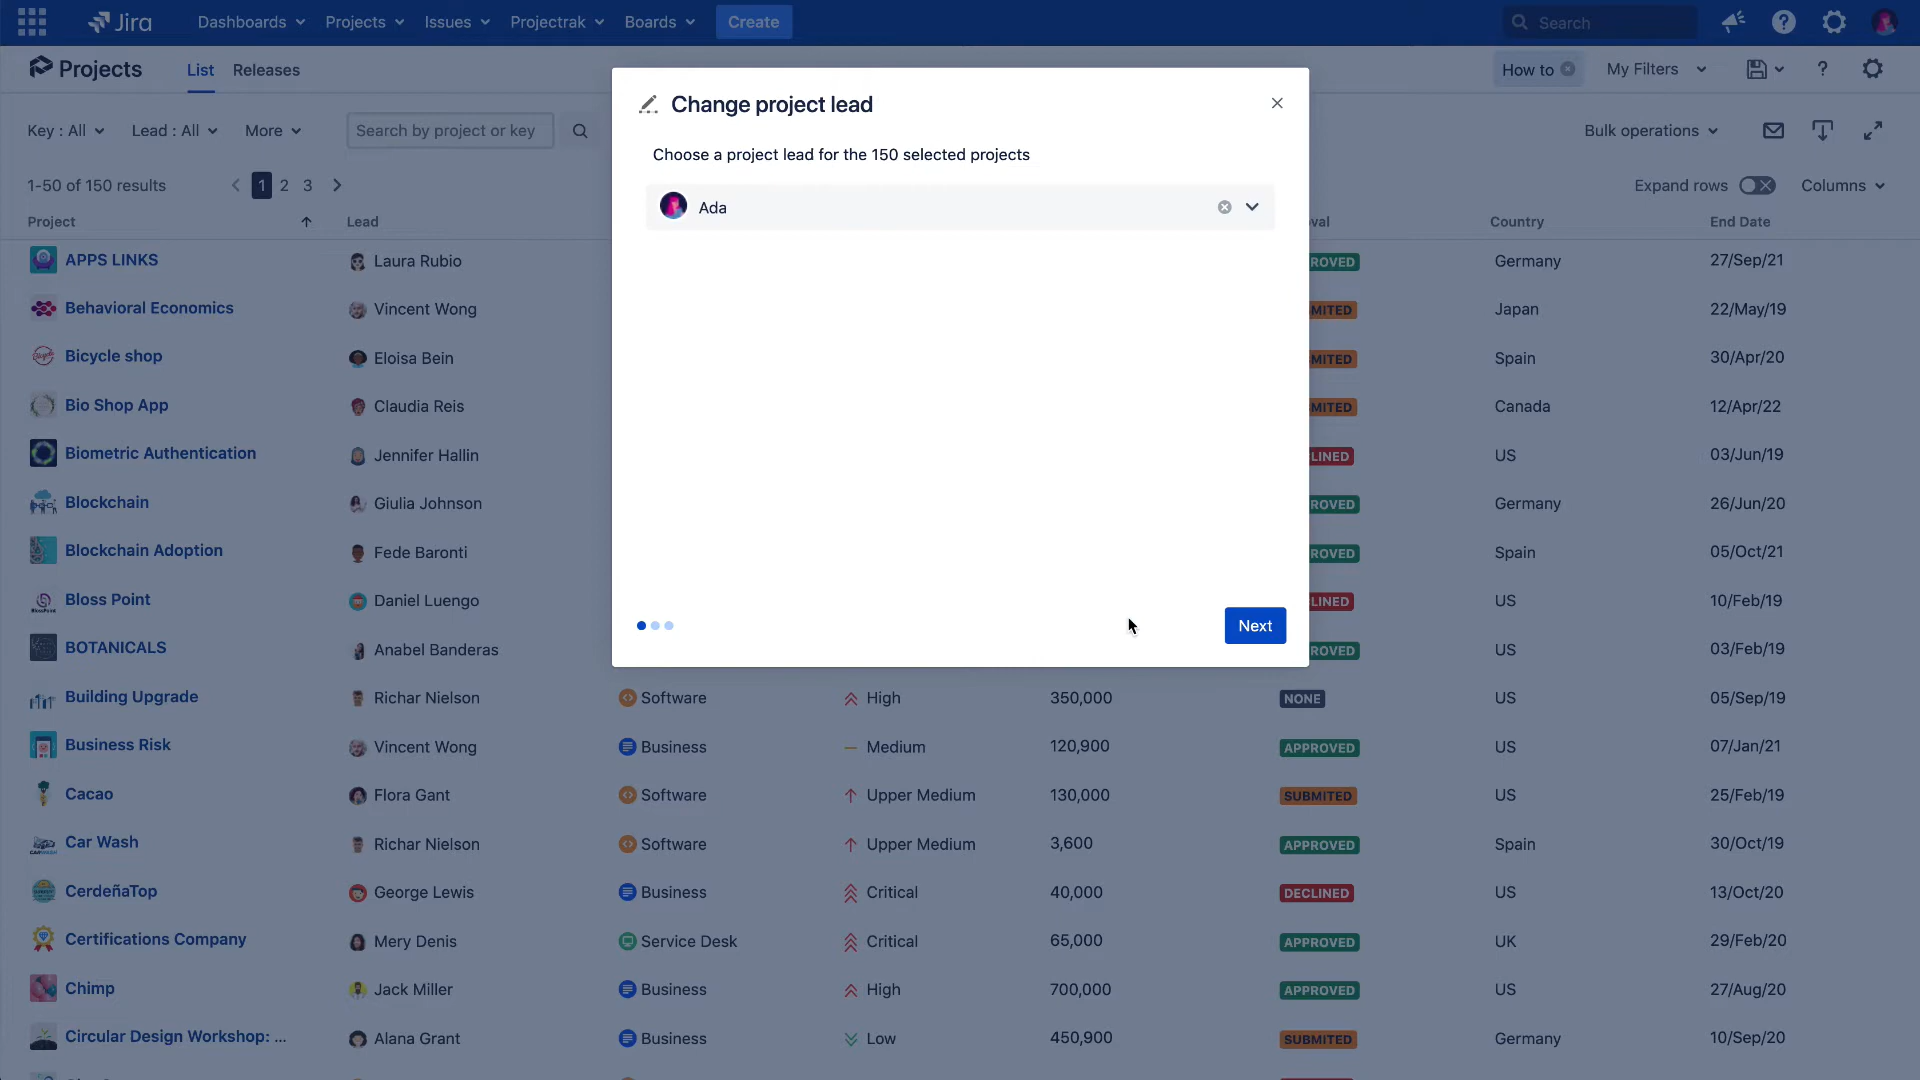 Jira Dashboards Projects Issues Projectrak Boards Create Search
Projects List Releases How to My Filters ?
Change project lead
Key : All Lead : All More Search by project or key Bulk operations
Choose a project lead for the 150 selected projects
1-50 of 150 results 1 2 3 Expand rows Columns
Ada
Project Lead val Country End Date
APPS LINKS Laura Rubio ROVED Germany 27/Sep/21
Behavioral Economics Vincent Wong MITED Japan 22/May/19
Bicycle shop Eloisa Bein MITED Spain 30/Apr/20
Bio Shop App Claudia Reis MITED Canada 12/Apr/22
Biometric Authentication Jennifer Hallin LINED US 03/Jun/19
Blockchain Giulia Johnson ROVED Germany 26/Jun/20
Blockchain Adoption Fede Baronti ROVED Spain 05/Oct/21
Bloss Point Daniel Luengo LINED US 10/Feb/19
Next
BOTANICALS Anabel Banderas ROVED US 03/Feb/19
Building Upgrade Richar Nielson Software High 350,000 NONE US 05/Sep/19
Business Risk Vincent Wong Business Medium 120,900 APPROVED US 07/Jan/21
Cacao Flora Gant Software Upper Medium 130,000 SUBMITED US 25/Feb/19
Car Wash Richar Nielson Software Upper Medium 3,600 APPROVED Spain 30/Oct/19
CerdeñaTop George Lewis Business Critical 40,000 DECLINED US 13/Oct/20
Certifications Company Mery Denis Service Desk Critical 65,000 APPROVED UK 29/Feb/20
Chimp Jack Miller Business High 700,000 APPROVED US 27/Aug/20
Circular Design Workshop: ... Alana Grant Business Low 450,900 SUBMITED Germany 10/Sep/20